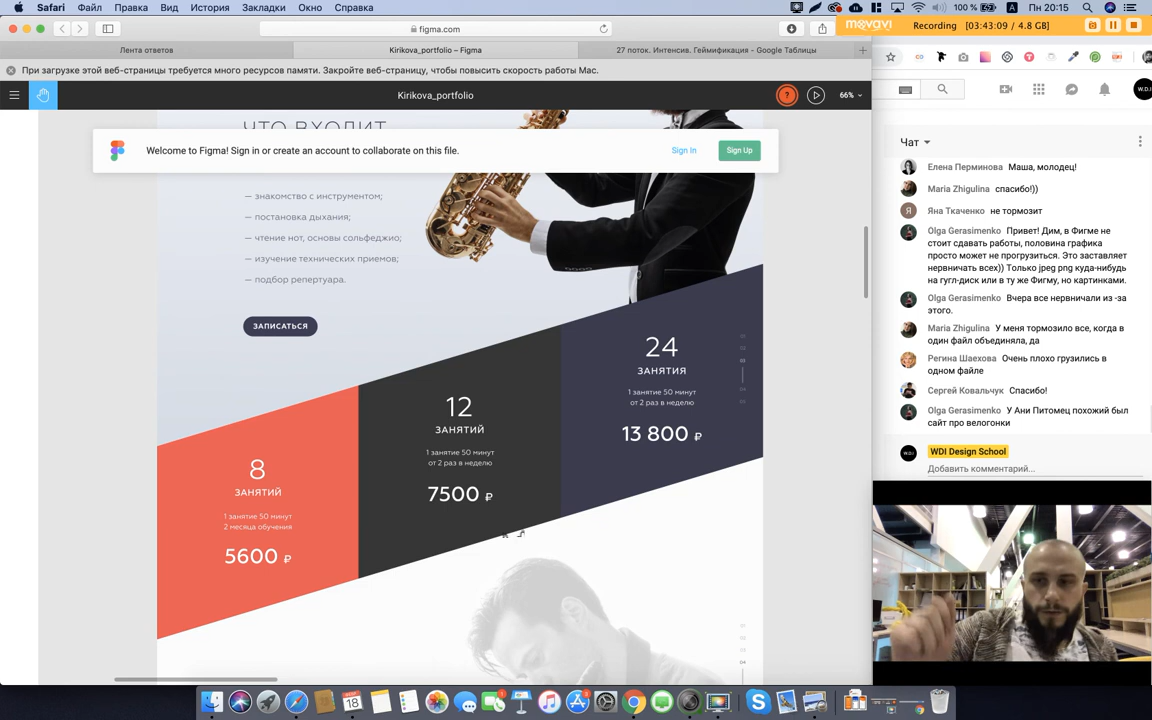 Safari Файл Правка Вид История Закладки Окно Справка
100 % Пн 20:15
movavi Recording [03:43:09 / 4.8 GB]
figma.com
Лента ответов Kirikova_portfolio – Figma 27 поток. Интенсив. Геймификация - Google Таблицы
При загрузке этой веб-страницы требуется много ресурсов памяти. Закройте веб-страницу, чтобы повысить скорость работы Mac.
Kirikova_portfolio
? 66%
ЧТО ВХОДИТ
Welcome to Figma! Sign in or create an account to collaborate on this file. Sign In Sign Up
— знакомство с инструментом;
— постановка дыхания;
— чтение нот, основы сольфеджио;
— изучение технических приемов;
— подбор репертуара.
ЗАПИСАТЬСЯ
24
ЗАНЯТИЯ
1 занятие 50 минут
от 2 раз в неделю
13 800 ₽
12
ЗАНЯТИЙ
1 занятие 50 минут
от 2 раз в неделю
7500 ₽
8
ЗАНЯТИЙ
1 занятие 50 минут
2 месяца обучения
5600 ₽
Чат
Елена Перминова Маша, молодец!
Maria Zhigulina спасибо!))
Я Яна Ткаченко не тормозит
Olga Gerasimenko Привет! Дим, в Фигме не
стоит сдавать работы, половина графика
просто может не прогрузиться. Это заставляет
нервничать всех)) Только jpeg png куда-нибудь
на гугл-диск или в ту же Фигму, но картинками.
Olga Gerasimenko Вчера все нервничали из -за
этого.
Maria Zhigulina У меня тормозило все, когда в
один файл объединяла, да
Регина Шаехова Очень плохо грузились в
одном файле
Сергей Ковальчук Спасибо!
Olga Gerasimenko У Ани Питомец похожий был
сайт про велогонки
WDI Design School
Добавить комментарий...